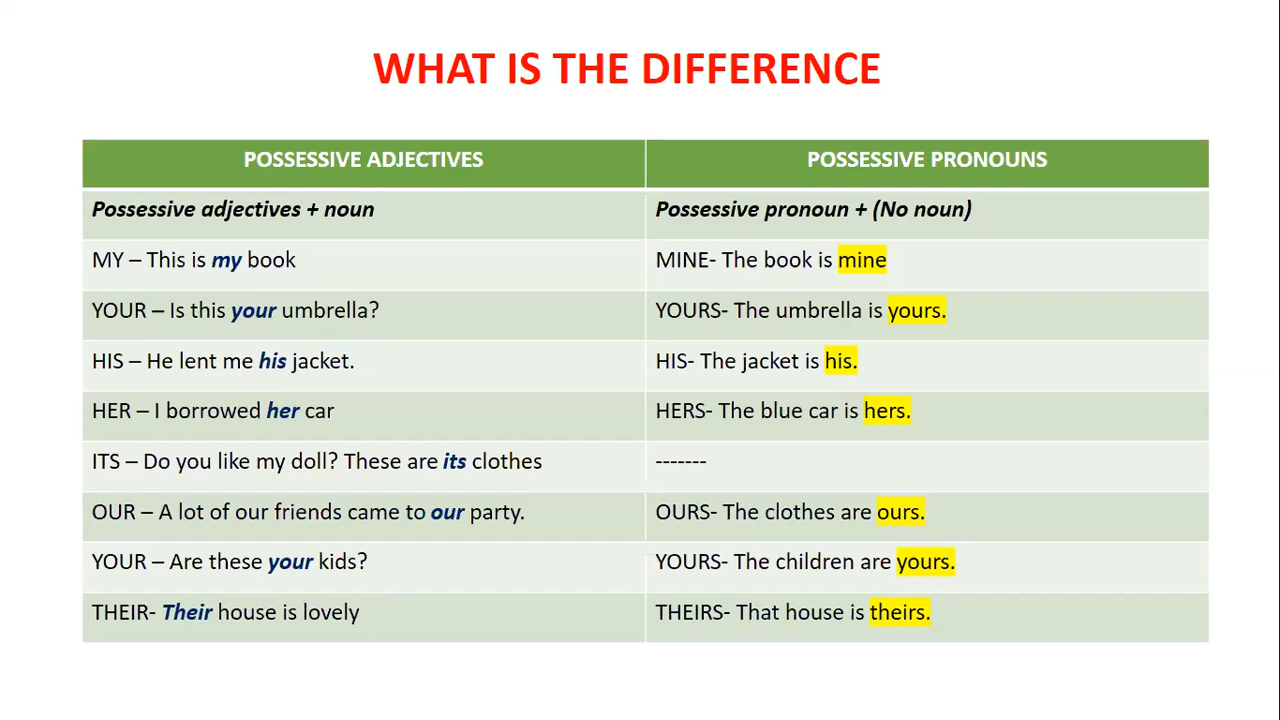 WHAT IS THE DIFFERENCE
POSSESSIVE ADJECTIVES
POSSESSIVE PRONOUNS
Possessive adjectives + noun
Possessive pronoun + (No noun)
MY – This is my book
MINE- The book is mine
YOUR – Is this your umbrella?
YOURS- The umbrella is yours.
HIS – He lent me his jacket.
HIS- The jacket is his.
HER – I borrowed her car
HERS- The blue car is hers.
ITS – Do you like my doll? These are its clothes
-------
OUR – A lot of our friends came to our party.
OURS- The clothes are ours.
YOUR – Are these your kids?
YOURS- The children are yours.
THEIR- Their house is lovely
THEIRS- That house is theirs.